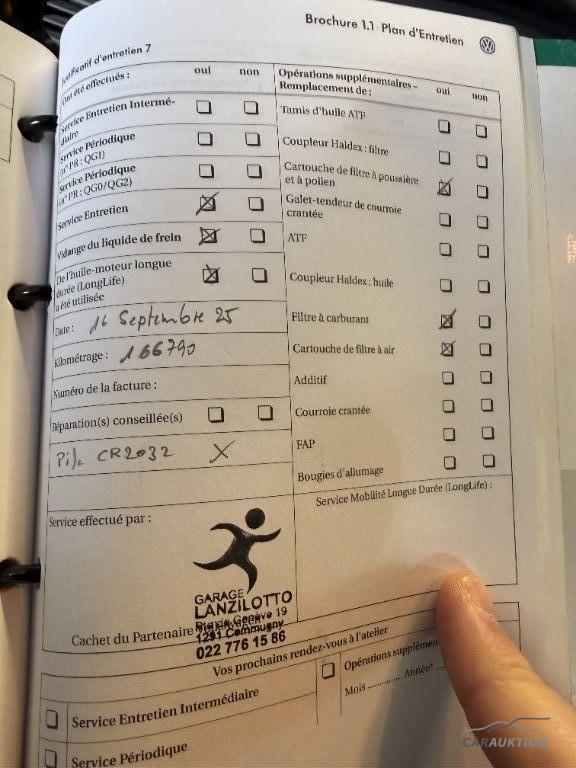 Brochure 1.1 Plan d'Entretien
Justificatif d'entretien 7
Ont été effectués :
oui
non
Service Entretien Intermé-
diaire
Service Périodique
(n° PR : QG1)
Service Périodique
(n° PR : QG0/QG2)
Service Entretien
Vidange du liquide de frein
De l'huile-moteur longue
durée (LongLife)
a été utilisée
Date : 16 Septembre 25
Kilométrage : 166790
Numéro de la facture :
Réparation(s) conseillée(s)
Pile CR2032 X
Service effectué par :
GARAGE
LANZILOTTO
Rte de Genève 19
1291 Commugny
022 776 15 86
Cachet du Partenaire
Opérations supplémentaires –
Remplacement de :
oui
non
Tamis d'huile ATF
Coupleur Haldex : filtre
Cartouche de filtre à poussière
et à pollen
Galet-tendeur de courroie
crantée
ATF
Coupleur Haldex : huile
Filtre à carburant
Cartouche de filtre à air
Additif
Courroie crantée
FAP
Bougies d'allumage
Service Mobilité Longue Durée (LongLife) :
Vos prochains rendez-vous à l'atelier
Service Entretien Intermédiaire
Service Périodique
Opérations supplémen
Mois ............ Année*
CARAUKTION